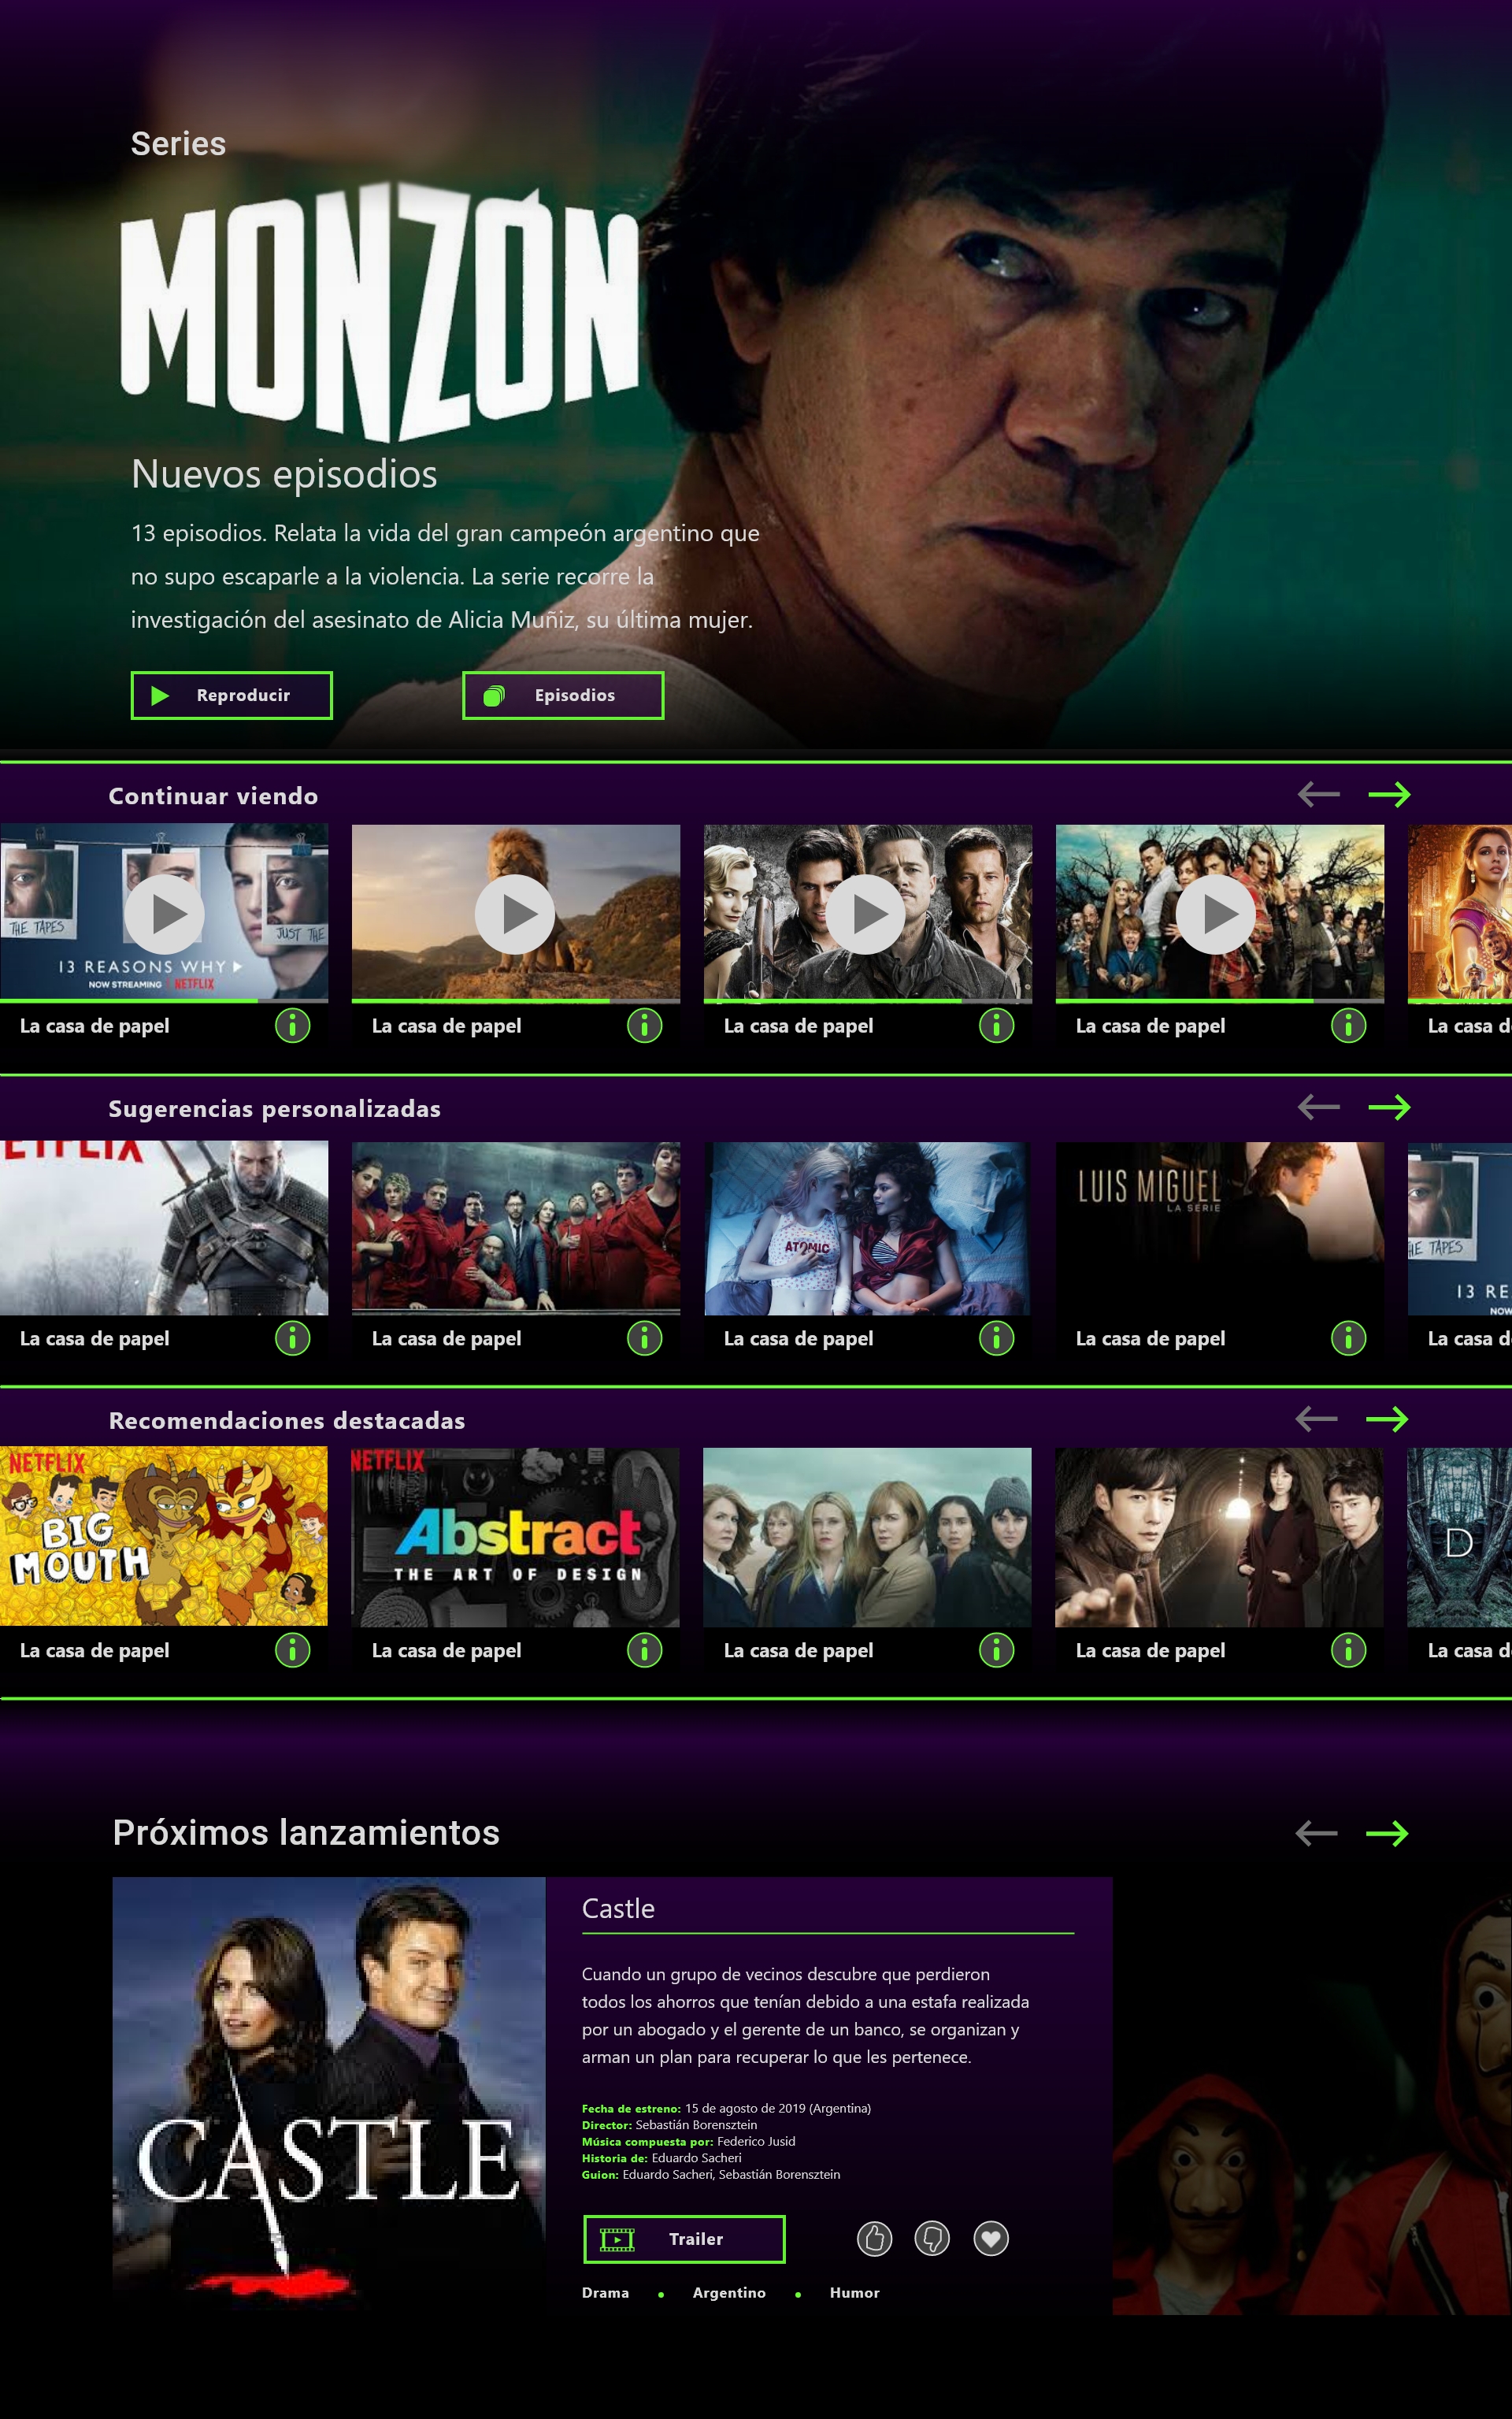 Series
MONZÓN
Nuevos episodios
13 episodios. Relata la vida del gran campeón argentino que
no supo escaparle a la violencia. La serie recorre la
investigación del asesinato de Alicia Muñiz, su última mujer.
Reproducir
Episodios
Continuar viendo
THE TAPES
JUST THE
13 REASONS WHY
NOW STREAMING NETFLIX
La casa de papel
La casa de papel
La casa de papel
La casa de papel
La casa d
Sugerencias personalizadas
ETFLIX
ATOMIC
LUIS MIGUEL
LA SERIE
HE TAPES
13 RE
NOW
La casa de papel
La casa de papel
La casa de papel
La casa de papel
La casa d
Recomendaciones destacadas
NETFLIX
BIG
MOUTH
NETFLIX
Abstract
THE ART OF DESIGN
D
La casa de papel
La casa de papel
La casa de papel
La casa de papel
La casa d
Próximos lanzamientos
CASTLE
Castle
Cuando un grupo de vecinos descubre que perdieron
todos los ahorros que tenían debido a una estafa realizada
por un abogado y el gerente de un banco, se organizan y
arman un plan para recuperar lo que les pertenece.
Fecha de estreno: 15 de agosto de 2019 (Argentina)
Director: Sebastián Borensztein
Música compuesta por: Federico Jusid
Historia de: Eduardo Sacheri
Guion: Eduardo Sacheri, Sebastián Borensztein
Trailer
Drama • Argentino • Humor